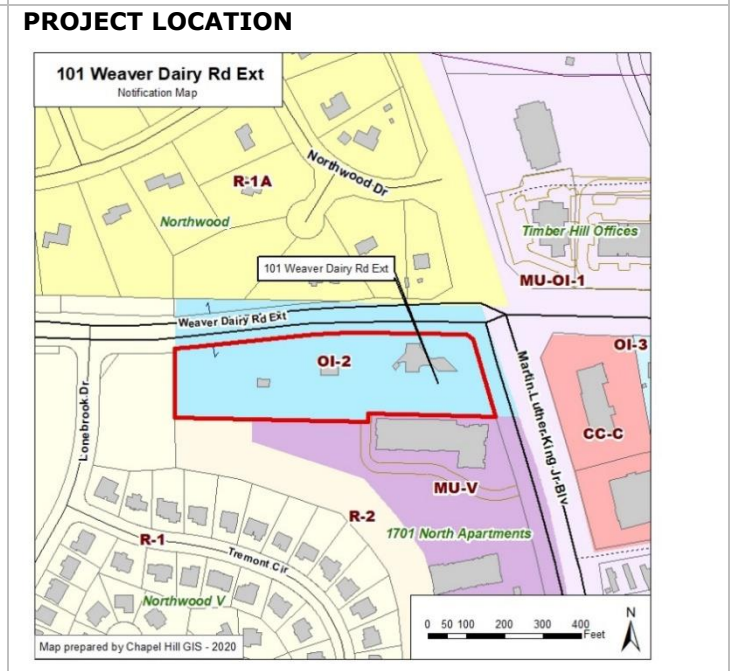 PROJECT LOCATION
101 Weaver Dairy Rd Ext
Notification Map
Northwood Dr
R-1A
Northwood
Timber Hill Offices
101 Weaver Dairy Rd Ext
MU-OI-1
Weaver Dairy Rd Ext
OI-2
OI-3
Martin Luther King Jr Blv
Lonebrook Dr
CC-C
MU-V
R-2
1701 North Apartments
R-1
Tremont Cir
Northwood V
N
0 50 100 200 300 400
Feet
Map prepared by Chapel Hill GIS - 2020